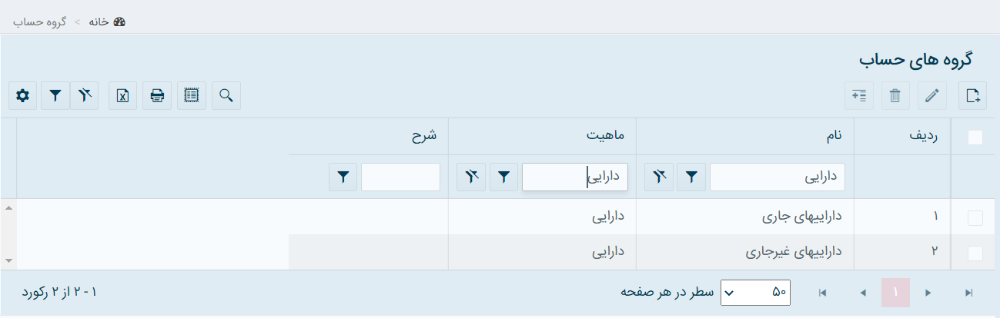 خانه > گروه حساب
گروه های حساب
ردیف نام ماهیت شرح
دارایی دارایی
۱ داراییهای جاری دارایی
۲ داراییهای غیرجاری دارایی
۱ ۵۰ سطر در هر صفحه ۱ - ۲ از ۲ رکورد